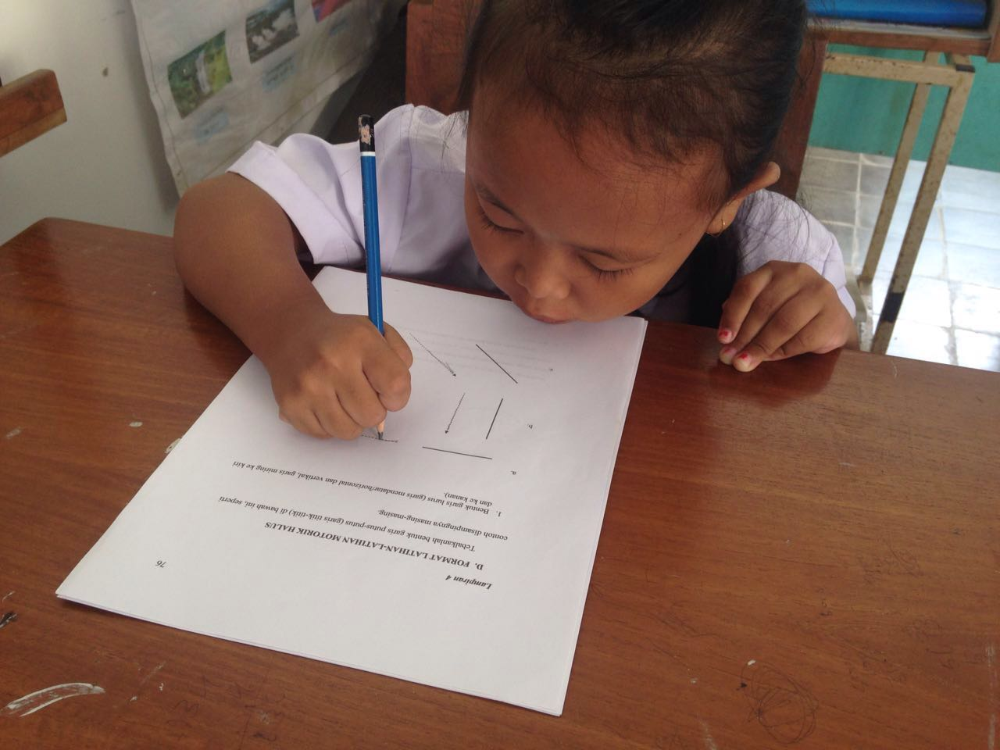 76
Lampiran 4
D. FORMAT LATIHAN-LATIHAN MOTORIK HALUS
Tebalkanlah bentuk garis putus-putus (garis titik-titik) di bawah ini, seperti
contoh disampingnya masing-masing.
1. Bentuk garis lurus (garis mendatar/horizontal dan vertikal, garis miring ke kiri
dan ke kanan).
a.
b.
c.